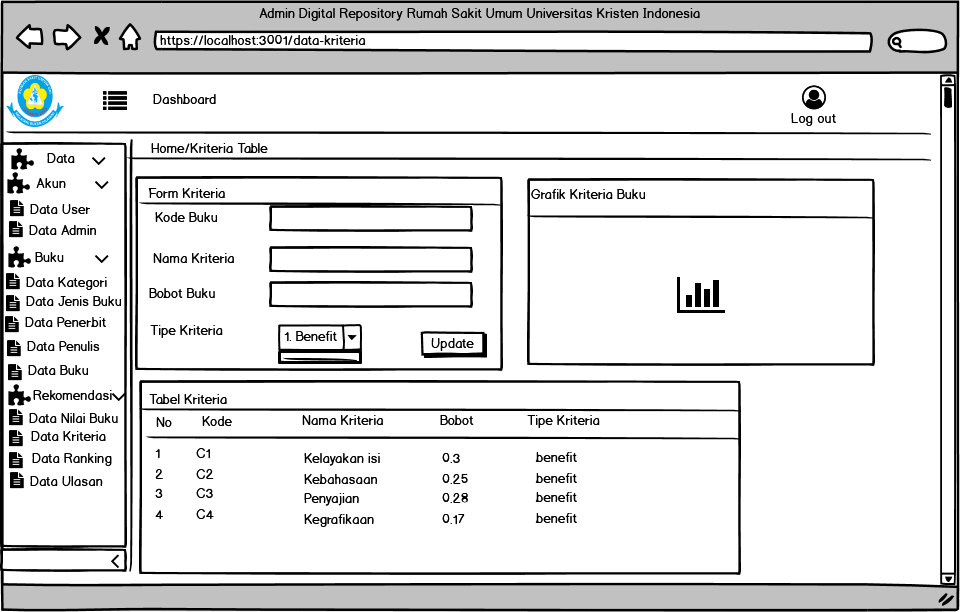 Admin Digital Repository Rumah Sakit Umum Universitas Kristen Indonesia
https://localhost:3001/data-kriteria
Dashboard
Log out
Home/Kriteria Table
Data
Akun
Data User
Data Admin
Buku
Data Kategori
Data Jenis Buku
Data Penerbit
Data Penulis
Data Buku
Rekomendasi
Data Nilai Buku
Data Kriteria
Data Ranking
Data Ulasan
Form Kriteria
Kode Buku
Nama Kriteria
Bobot Buku
Tipe Kriteria
1. Benefit
Update
Grafik Kriteria Buku
Tabel Kriteria
No Kode Nama Kriteria Bobot Tipe Kriteria
1 C1 Kelayakan isi 0.3 benefit
2 C2 Kebahasaan 0.25 benefit
3 C3 Penyajian 0.28 benefit
4 C4 Kegrafikaan 0.17 benefit